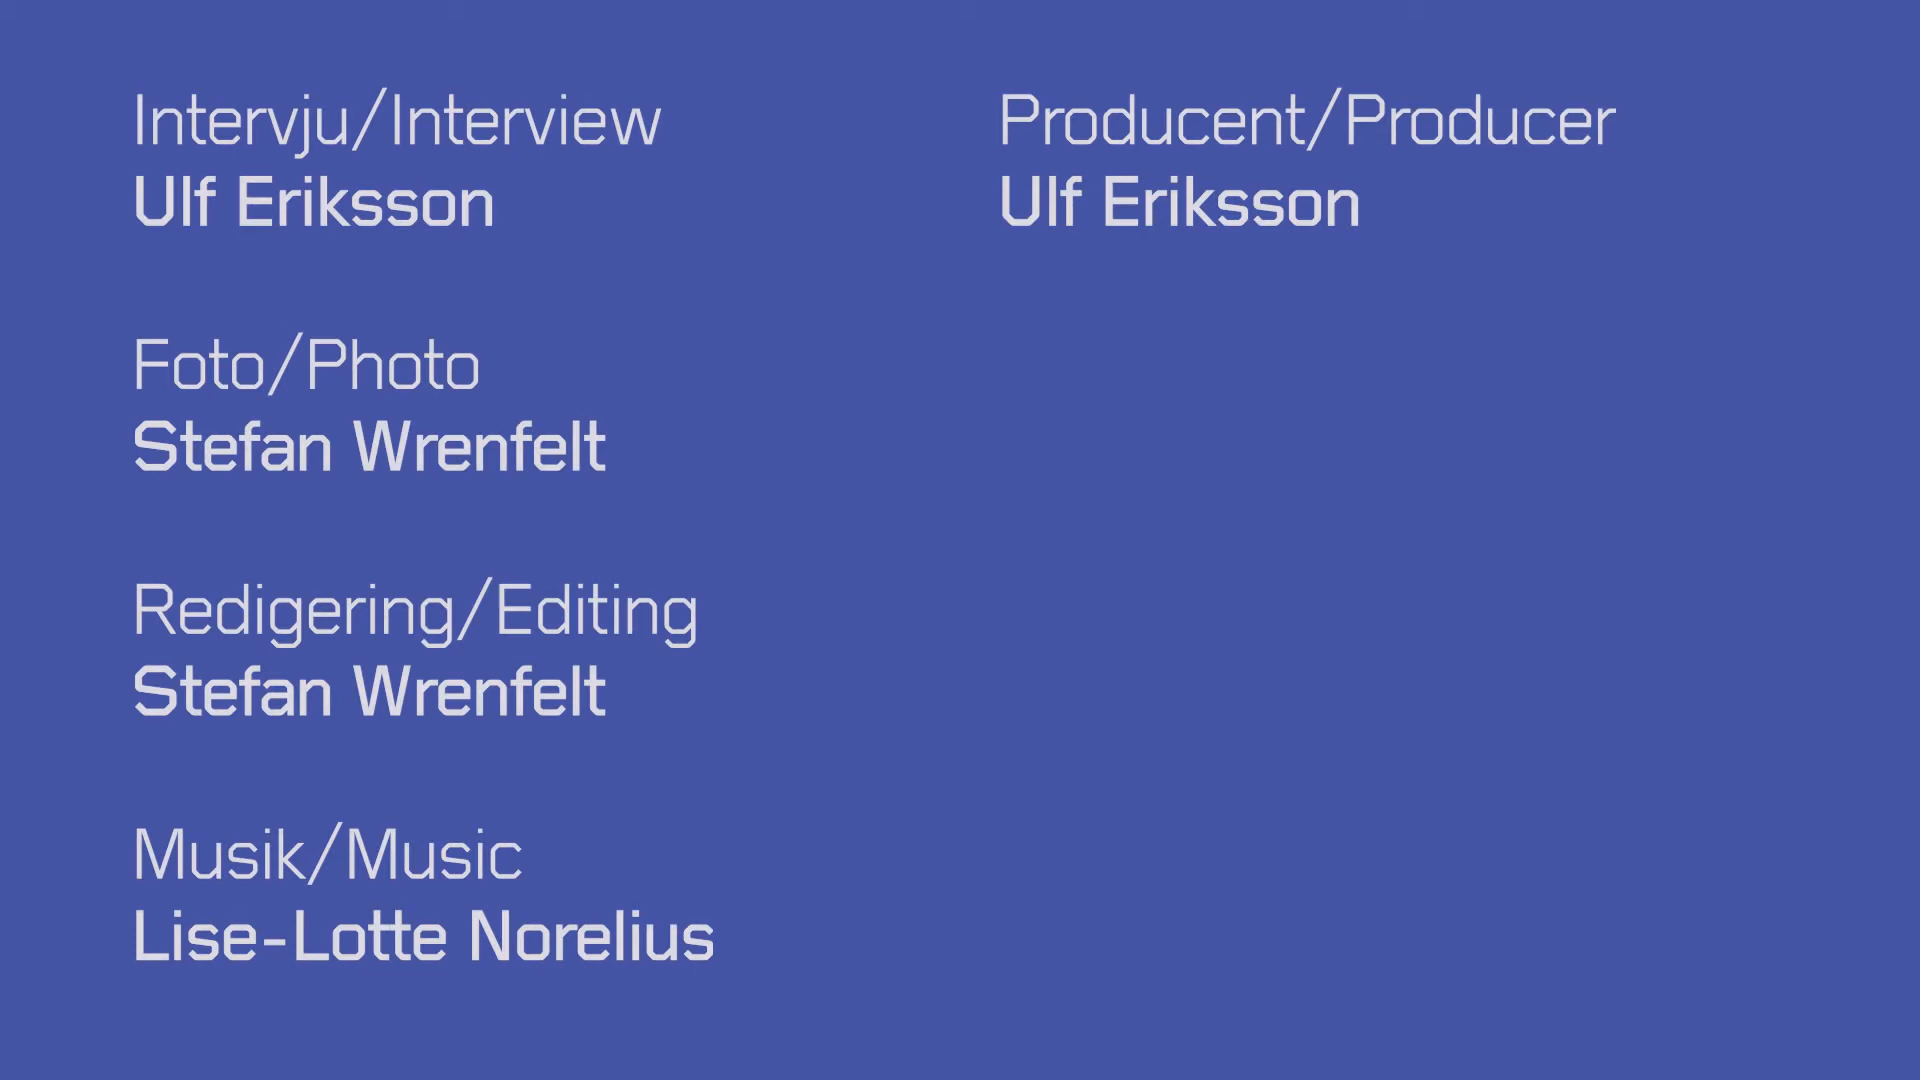 Intervju/Interview
Ulf Eriksson
Foto/Photo
Stefan Wrenfelt
Redigering/Editing
Stefan Wrenfelt
Musik/Music
Lise-Lotte Norelius
Producent/Producer
Ulf Eriksson